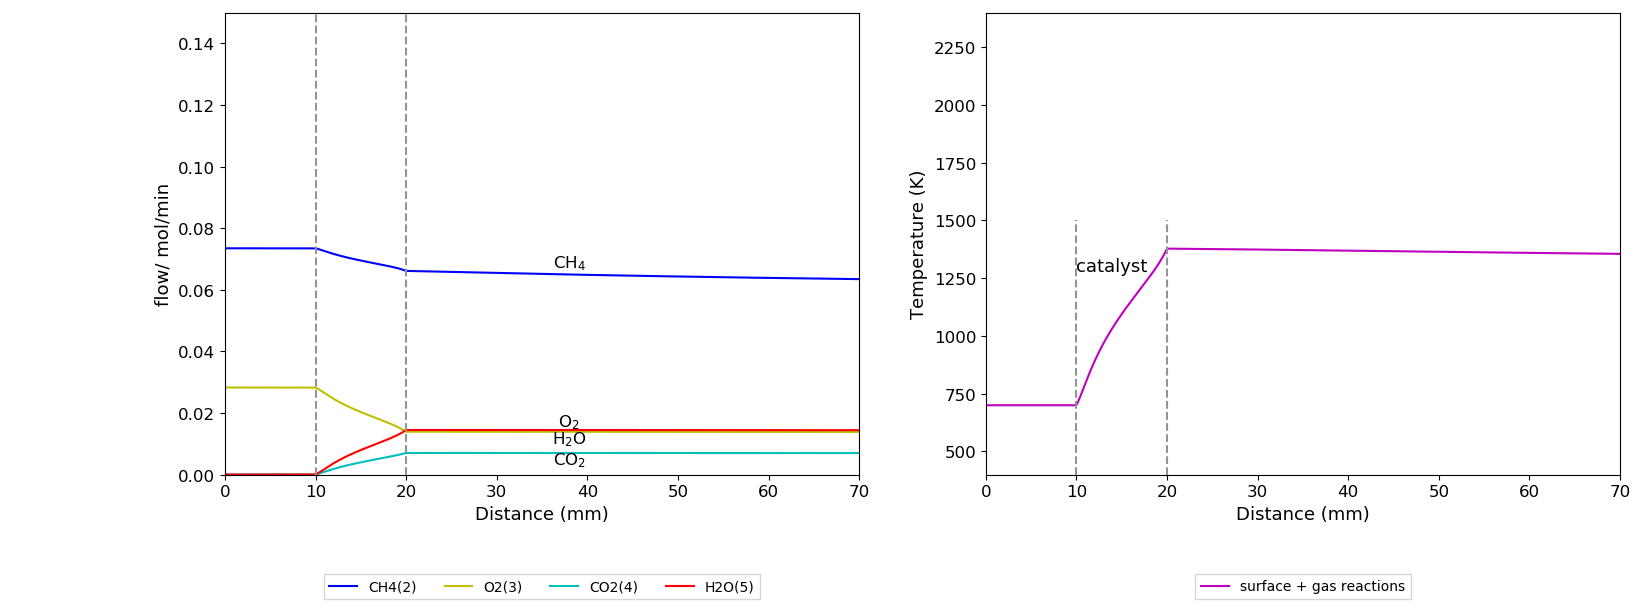 0.14
0.12
0.10
0.08
0.06
0.04
0.02
0.00
flow/ mol/min
CH₄
O₂
H₂O
CO₂
0 10 20 30 40 50 60 70
Distance (mm)
CH4(2) O2(3) CO2(4) H2O(5)
2250
2000
1750
1500
1250
1000
750
500
Temperature (K)
catalyst
0 10 20 30 40 50 60 70
Distance (mm)
surface + gas reactions